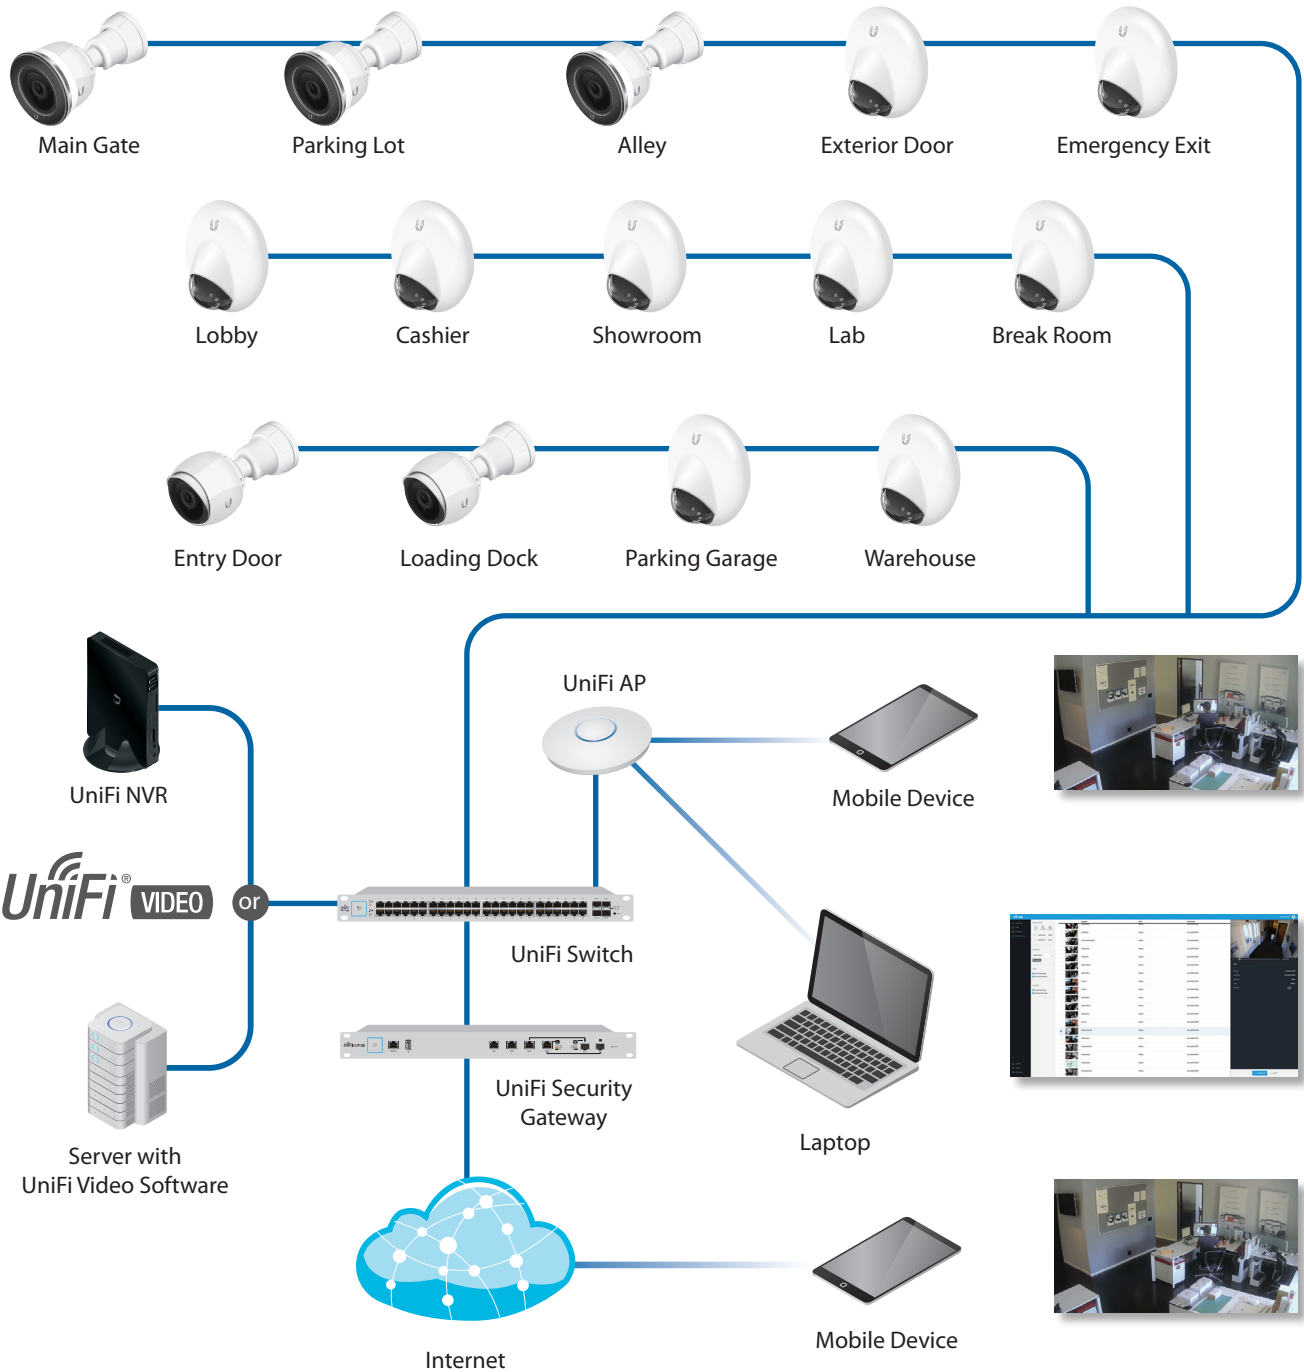 Main Gate
Parking Lot
Alley
Exterior Door
Emergency Exit
Lobby
Cashier
Showroom
Lab
Break Room
Entry Door
Loading Dock
Parking Garage
Warehouse
UniFi AP
UniFi NVR
Mobile Device
UniFi® VIDEO
or
UniFi Switch
UniFi Security
Gateway
Laptop
Server with
UniFi Video Software
Mobile Device
Internet